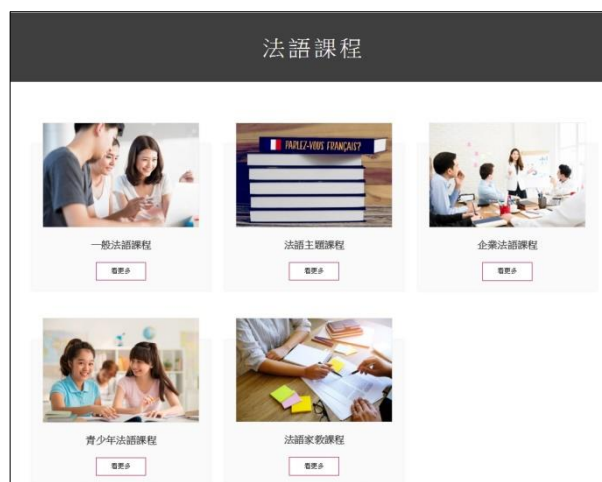 法語課程
PARLEZ-VOUS FRANÇAIS?
一般法語課程
法語主題課程
企業法語課程
看更多
看更多
看更多
青少年法語課程
法語家教課程
看更多
看更多